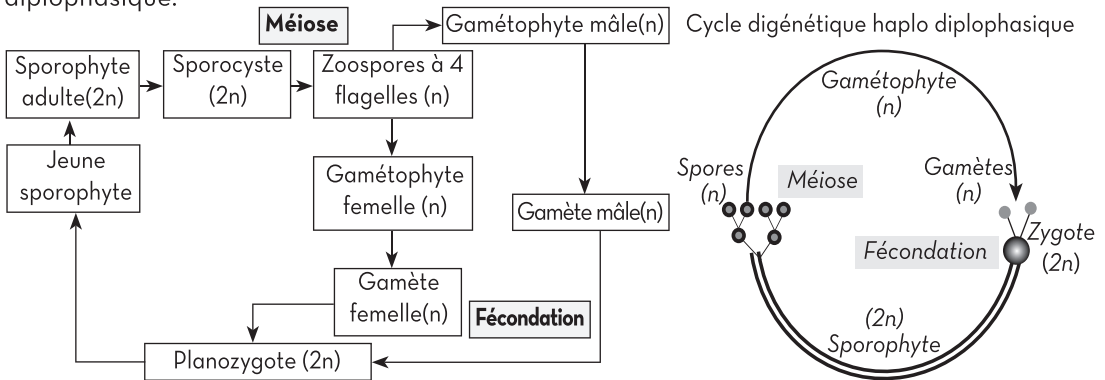 diplophasique.
Méiose
Gamétophyte mâle(n)
Sporophyte
adulte(2n)
Sporocyste
(2n)
Zoospores à 4
flagelles (n)
Jeune
sporophyte
Gamétophyte
femelle (n)
Gamète mâle(n)
Gamète
femelle(n)
Fécondation
Planozygote (2n)
Cycle digénétique haplo diplophasique
Gamétophyte
(n)
Spores
(n)
Méiose
Gamètes
(n)
Fécondation
Zygote
(2n)
(2n)
Sporophyte